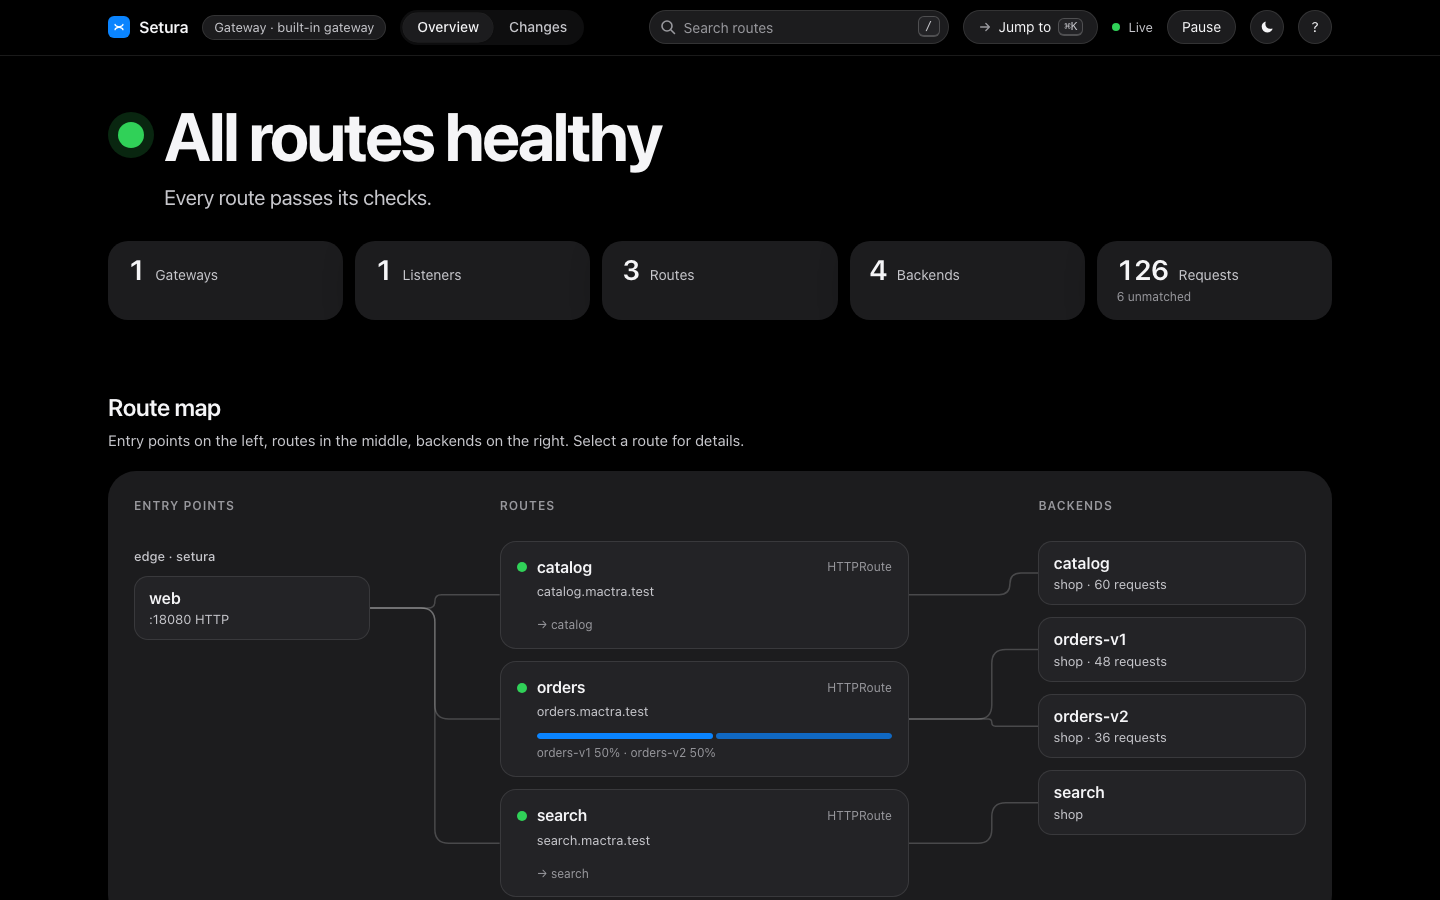 Setura
Gateway · built-in gateway
Overview
Changes
Search routes
/
→ Jump to ⌘K
Live
Pause
?
All routes healthy
Every route passes its checks.
1 Gateways
1 Listeners
3 Routes
4 Backends
126 Requests
6 unmatched
Route map
Entry points on the left, routes in the middle, backends on the right. Select a route for details.
ENTRY POINTS
ROUTES
BACKENDS
edge · setura
web
:18080 HTTP
catalog
HTTPRoute
catalog.mactra.test
→ catalog
orders
HTTPRoute
orders.mactra.test
orders-v1 50% · orders-v2 50%
search
HTTPRoute
search.mactra.test
→ search
catalog
shop · 60 requests
orders-v1
shop · 48 requests
orders-v2
shop · 36 requests
search
shop